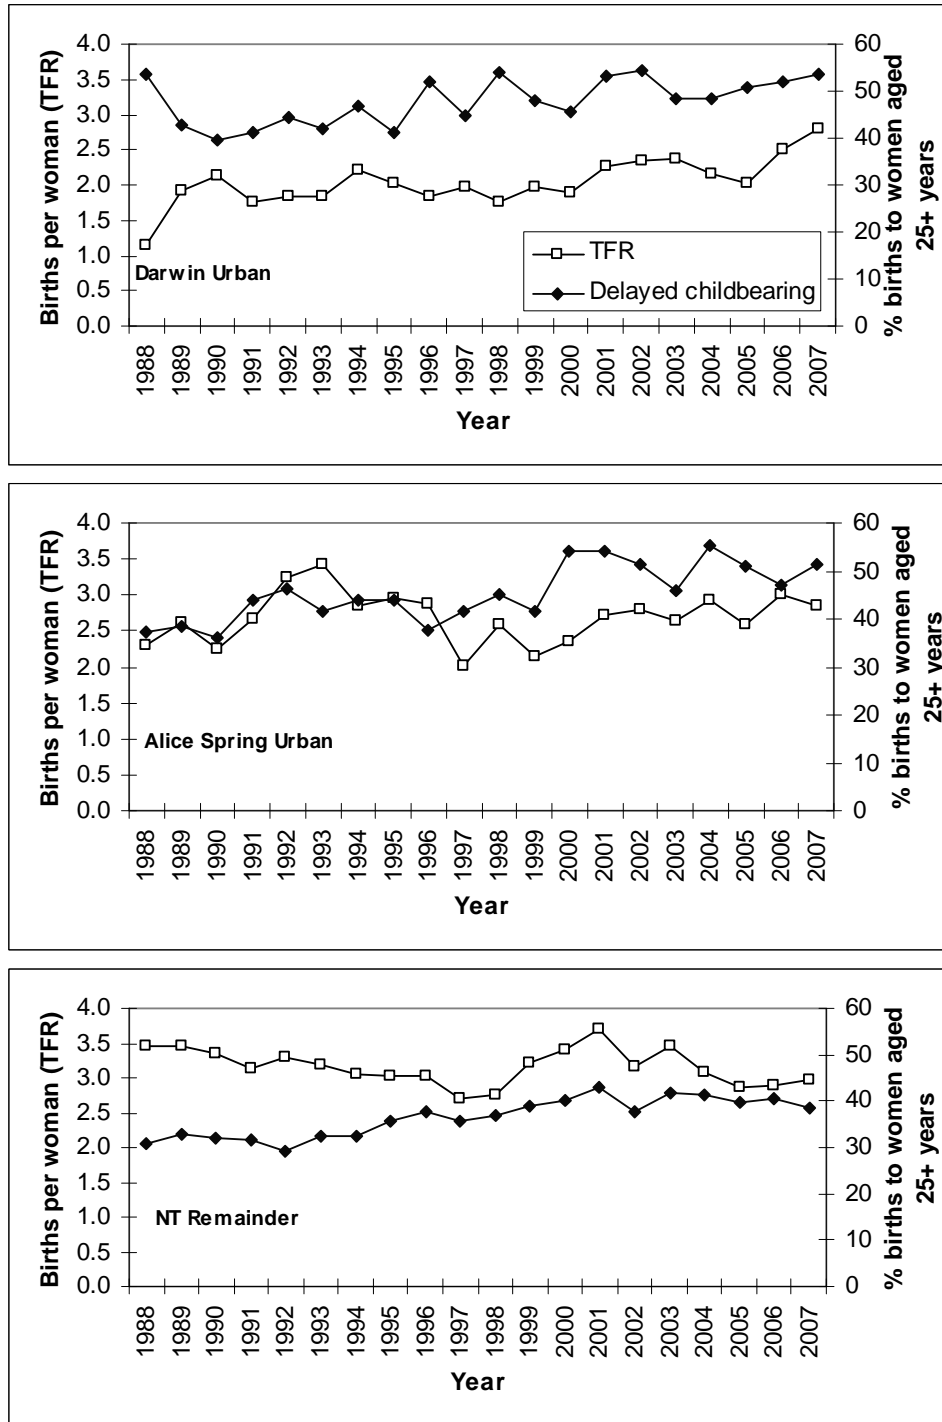 Births per woman (TFR)
4.0
3.5
3.0
2.5
2.0
1.5
1.0
0.5
0.0
60
50
40
30
20
10
0
% births to women aged
25+ years
TFR
Delayed childbearing
Darwin Urban
1988 1989 1990 1991 1992 1993 1994 1995 1996 1997 1998 1999 2000 2001 2002 2003 2004 2005 2006 2007
Year
Births per woman (TFR)
4.0
3.5
3.0
2.5
2.0
1.5
1.0
0.5
0.0
60
50
40
30
20
10
0
% births to women aged
25+ years
Alice Spring Urban
1988 1989 1990 1991 1992 1993 1994 1995 1996 1997 1998 1999 2000 2001 2002 2003 2004 2005 2006 2007
Year
Births per woman (TFR)
4.0
3.5
3.0
2.5
2.0
1.5
1.0
0.5
0.0
60
50
40
30
20
10
0
% births to women aged
25+ years
NT Remainder
1988 1989 1990 1991 1992 1993 1994 1995 1996 1997 1998 1999 2000 2001 2002 2003 2004 2005 2006 2007
Year